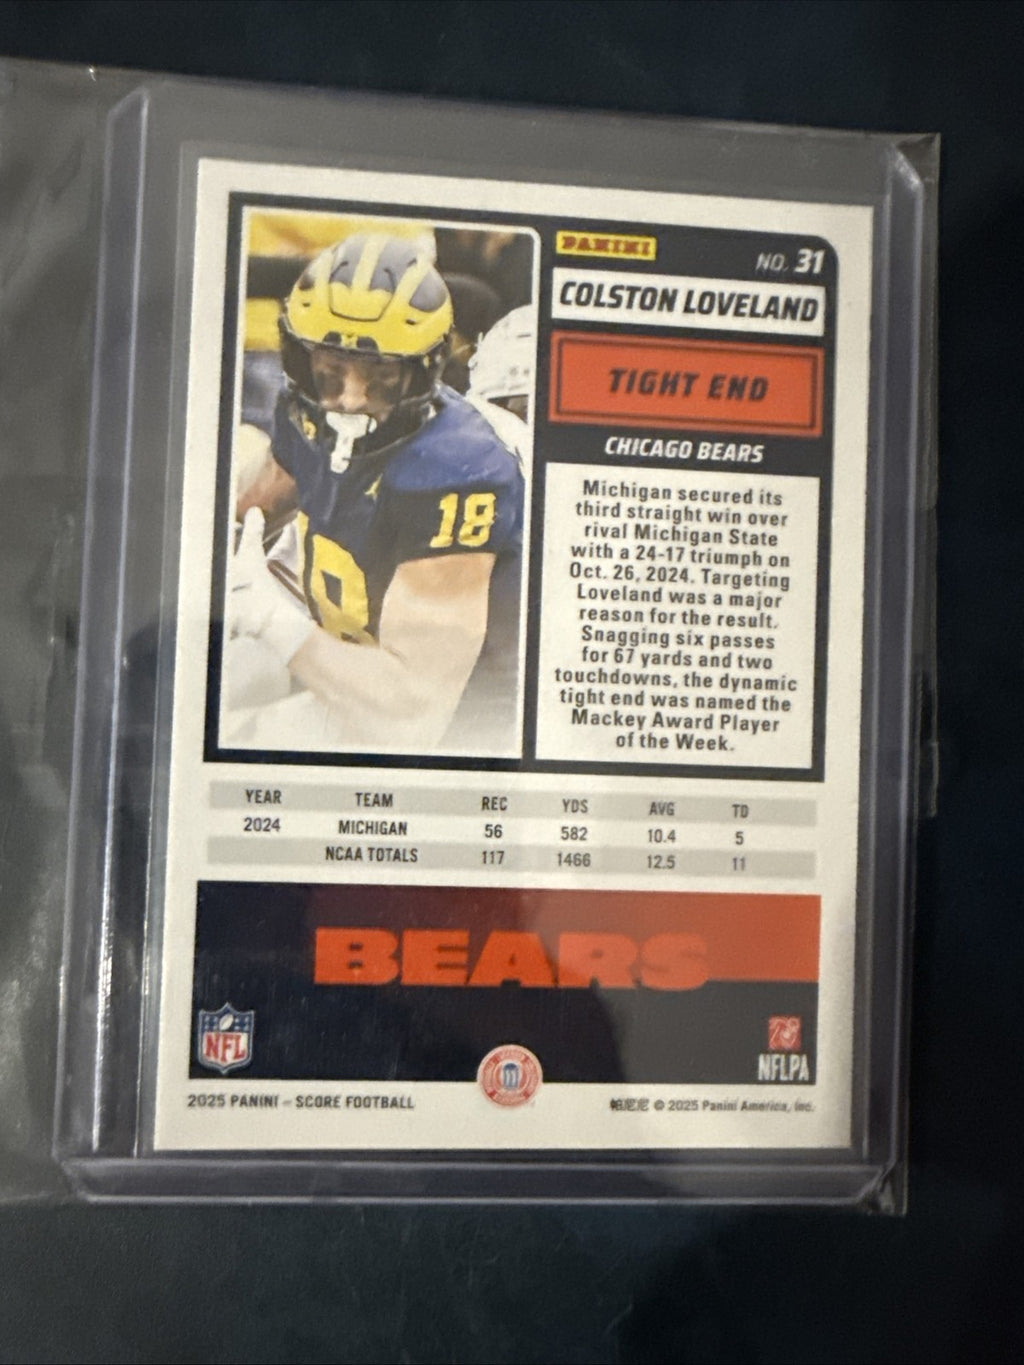 PANINI
NO. 31
COLSTON LOVELAND
TIGHT END
CHICAGO BEARS
Michigan secured its
third straight win over
rival Michigan State
with a 24-17 triumph on
Oct. 26, 2024. Targeting
Loveland was a major
reason for the result.
Snagging six passes
for 67 yards and two
touchdowns, the dynamic
tight end was named the
Mackey Award Player
of the Week.
18
18
YEAR TEAM REC YDS AVG TD
2024 MICHIGAN 56 582 10.4 5
NCAA TOTALS 117 1466 12.5 11
BEARS
NFL
NFLPA
2025 PANINI – SCORE FOOTBALL
帕尼尼 © 2025 Panini America, Inc.